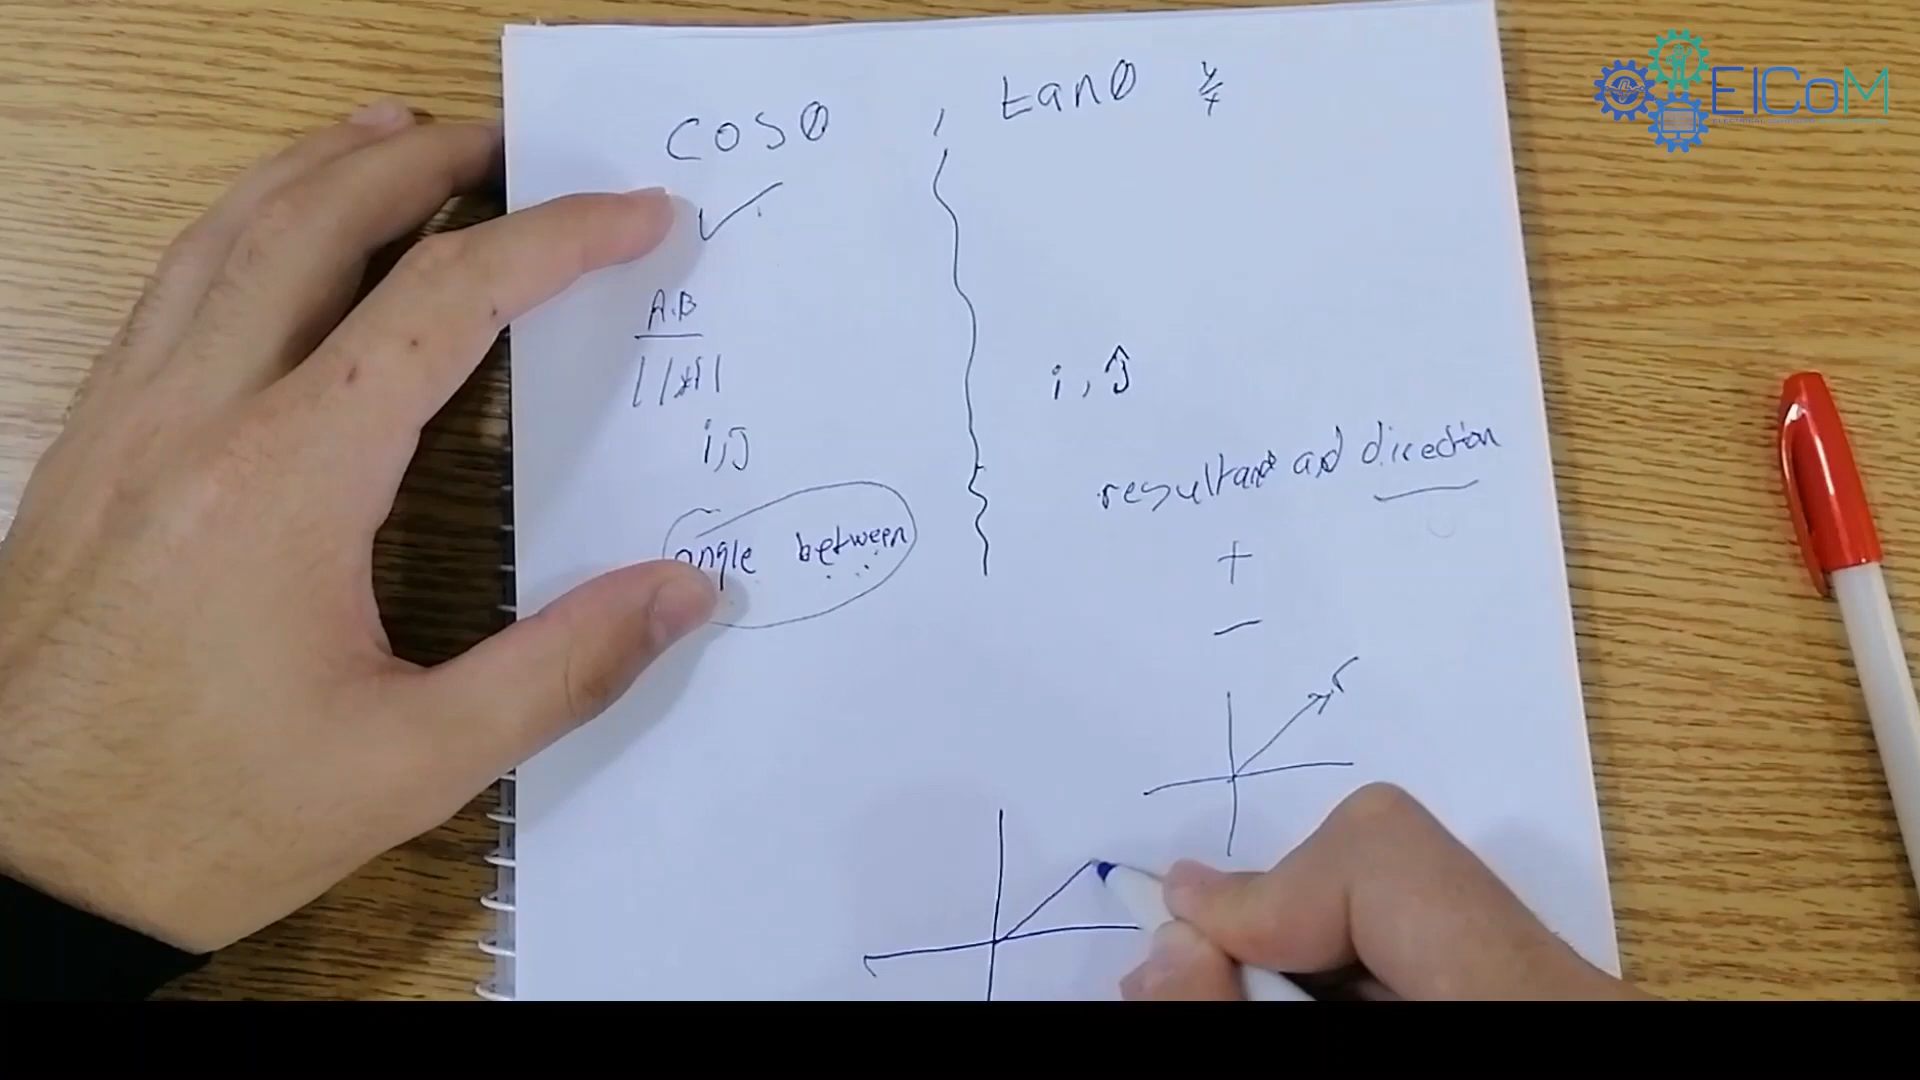 cosθ , tanθ y/x
A.B
i,J
i , ĵ
angle between
resultant and direction
+
-
r
EICoM